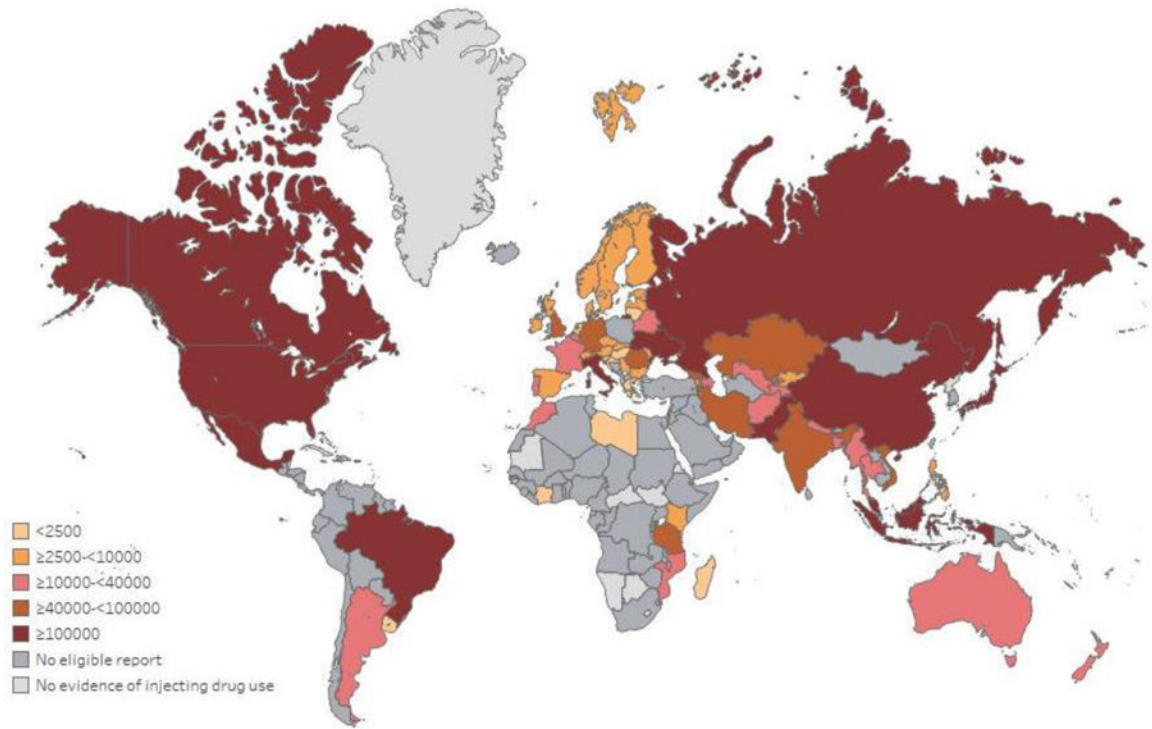 <2500
≥2500-<10000
≥10000-<40000
≥40000-<100000
≥100000
No eligible report
No evidence of injecting drug use